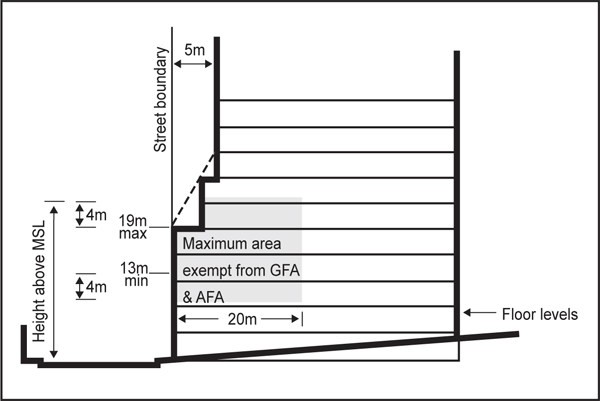 5m
Street boundary
Height above MSL
4m
19m
max
13m
min
4m
Maximum area
exempt from GFA
& AFA
20m
Floor levels